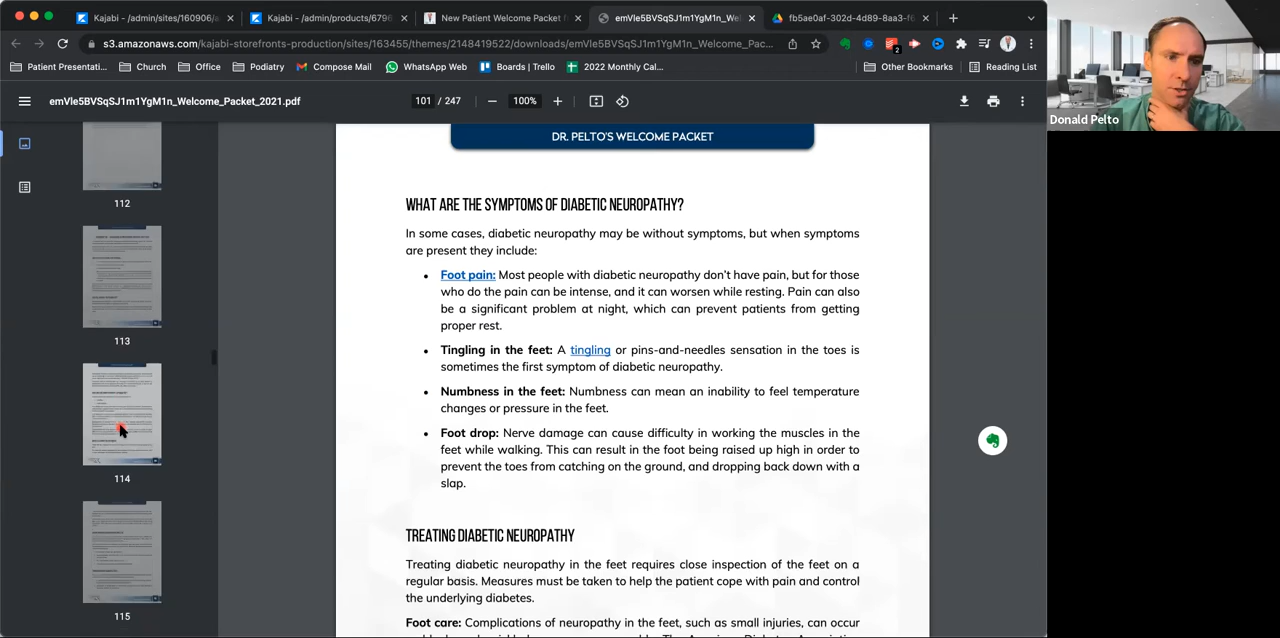 Kajabi - /admin/sites/160906/a
Kajabi - /admin/products/6796
New Patient Welcome Packet f
emVle5BVSqSJ1m1YgM1n_We
fb5ae0af-302d-4d89-8aa3-f6
s3.amazonaws.com/kajabi-storefronts-production/sites/163455/themes/2148419522/downloads/emVle5BVSqSJ1m1YgM1n_Welcome_Pac...
2
Patient Presentati...
Church
Office
Podiatry
Compose Mail
WhatsApp Web
Boards | Trello
2022 Monthly Cal...
Other Bookmarks
Reading List
emVle5BVSqSJ1m1YgM1n_Welcome_Packet_2021.pdf
101 / 247
100%
Donald Pelto
112
113
114
115
DR. PELTO'S WELCOME PACKET
WHAT ARE THE SYMPTOMS OF DIABETIC NEUROPATHY?
In some cases, diabetic neuropathy may be without symptoms, but when symptoms
are present they include:
• Foot pain: Most people with diabetic neuropathy don't have pain, but for those
who do the pain can be intense, and it can worsen while resting. Pain can also
be a significant problem at night, which can prevent patients from getting
proper rest.
• Tingling in the feet: A tingling or pins-and-needles sensation in the toes is
sometimes the first symptom of diabetic neuropathy.
• Numbness in the feet: Numbness can mean an inability to feel temperature
changes or pressure in the feet.
• Foot drop: Nerve damage can cause difficulty in working the muscles in the
feet while walking. This can result in the foot being raised up high in order to
prevent the toes from catching on the ground, and dropping back down with a
slap.
TREATING DIABETIC NEUROPATHY
Treating diabetic neuropathy in the feet requires close inspection of the feet on a
regular basis. Measures must be taken to help the patient cope with pain and control
the underlying diabetes.
Foot care: Complications of neuropathy in the feet, such as small injuries, can occur